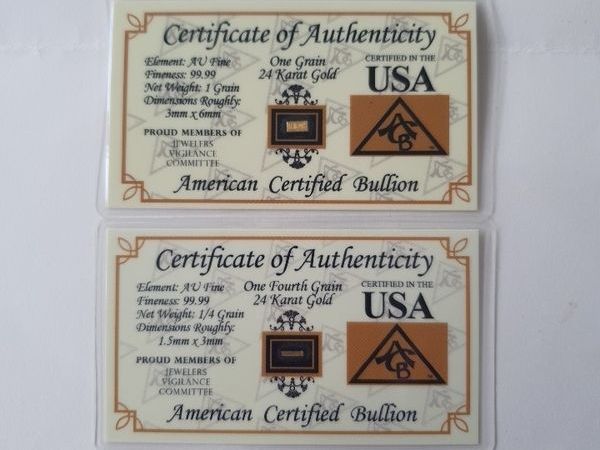 Certificate of Authenticity
Element: AU Fine
Fineness: 99.99
Net Weight: 1 Grain
Dimensions Roughly:
3mm x 6mm
PROUD MEMBERS OF
JEWELERS
VIGILANCE
COMMITTEE
One Grain
24 Karat Gold
CERTIFIED IN THE
USA
ACB
American Certified Bullion
Certificate of Authenticity
Element: AU Fine
Fineness: 99.99
Net Weight: 1/4 Grain
Dimensions Roughly:
1.5mm x 3mm
PROUD MEMBERS OF
JEWELERS
VIGILANCE
COMMITTEE
One Fourth Grain
24 Karat Gold
CERTIFIED IN THE
USA
ACB
American Certified Bullion